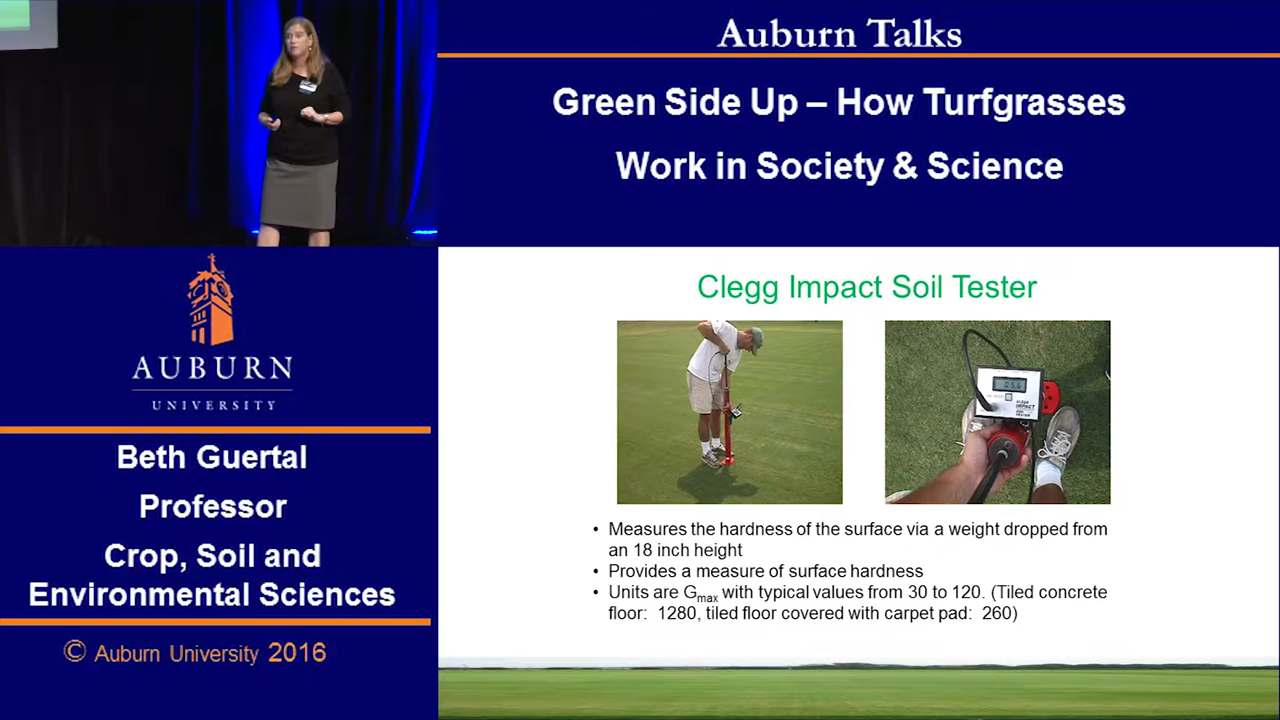 Auburn Talks
Green Side Up – How Turfgrasses
Work in Society & Science
AUBURN
UNIVERSITY
Beth Guertal
Professor
Crop, Soil and
Environmental Sciences
© Auburn University 2016
Clegg Impact Soil Tester
• Measures the hardness of the surface via a weight dropped from
an 18 inch height
• Provides a measure of surface hardness
• Units are Gmax with typical values from 30 to 120. (Tiled concrete
floor: 1280, tiled floor covered with carpet pad: 260)